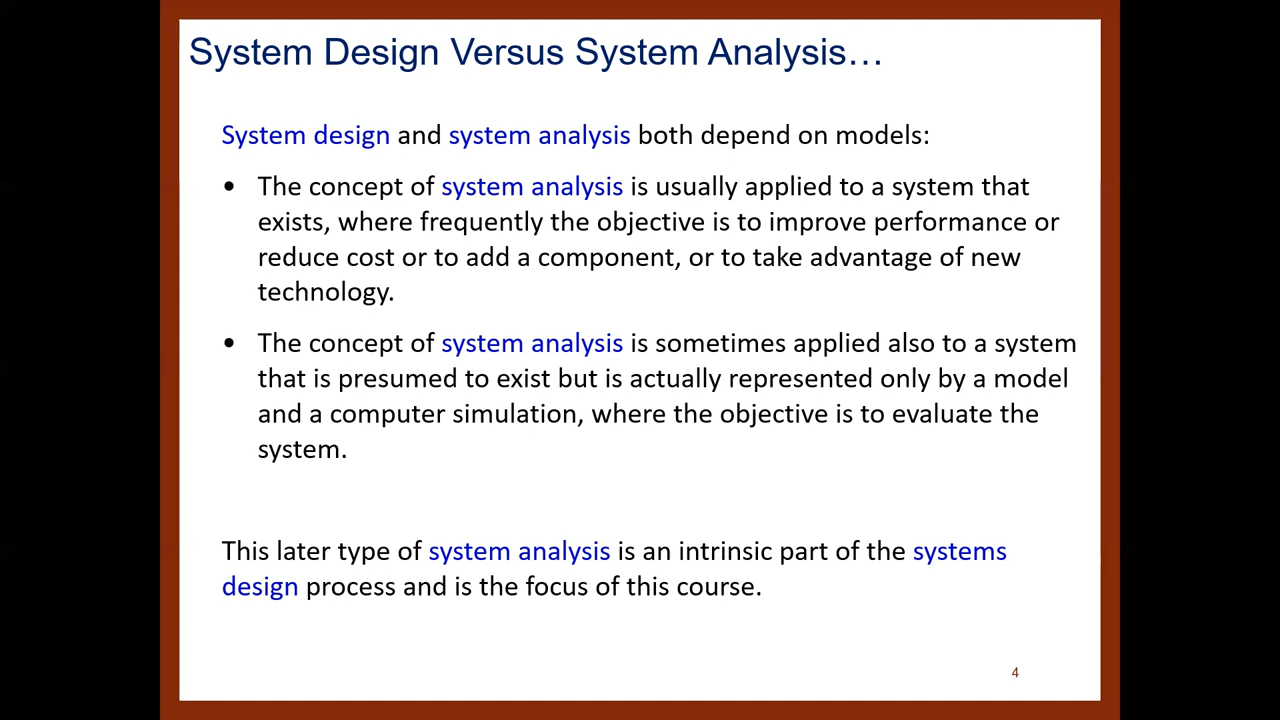 System Design Versus System Analysis…
System design and system analysis both depend on models:
• The concept of system analysis is usually applied to a system that
exists, where frequently the objective is to improve performance or
reduce cost or to add a component, or to take advantage of new
technology.
• The concept of system analysis is sometimes applied also to a system
that is presumed to exist but is actually represented only by a model
and a computer simulation, where the objective is to evaluate the
system.
This later type of system analysis is an intrinsic part of the systems
design process and is the focus of this course.
4